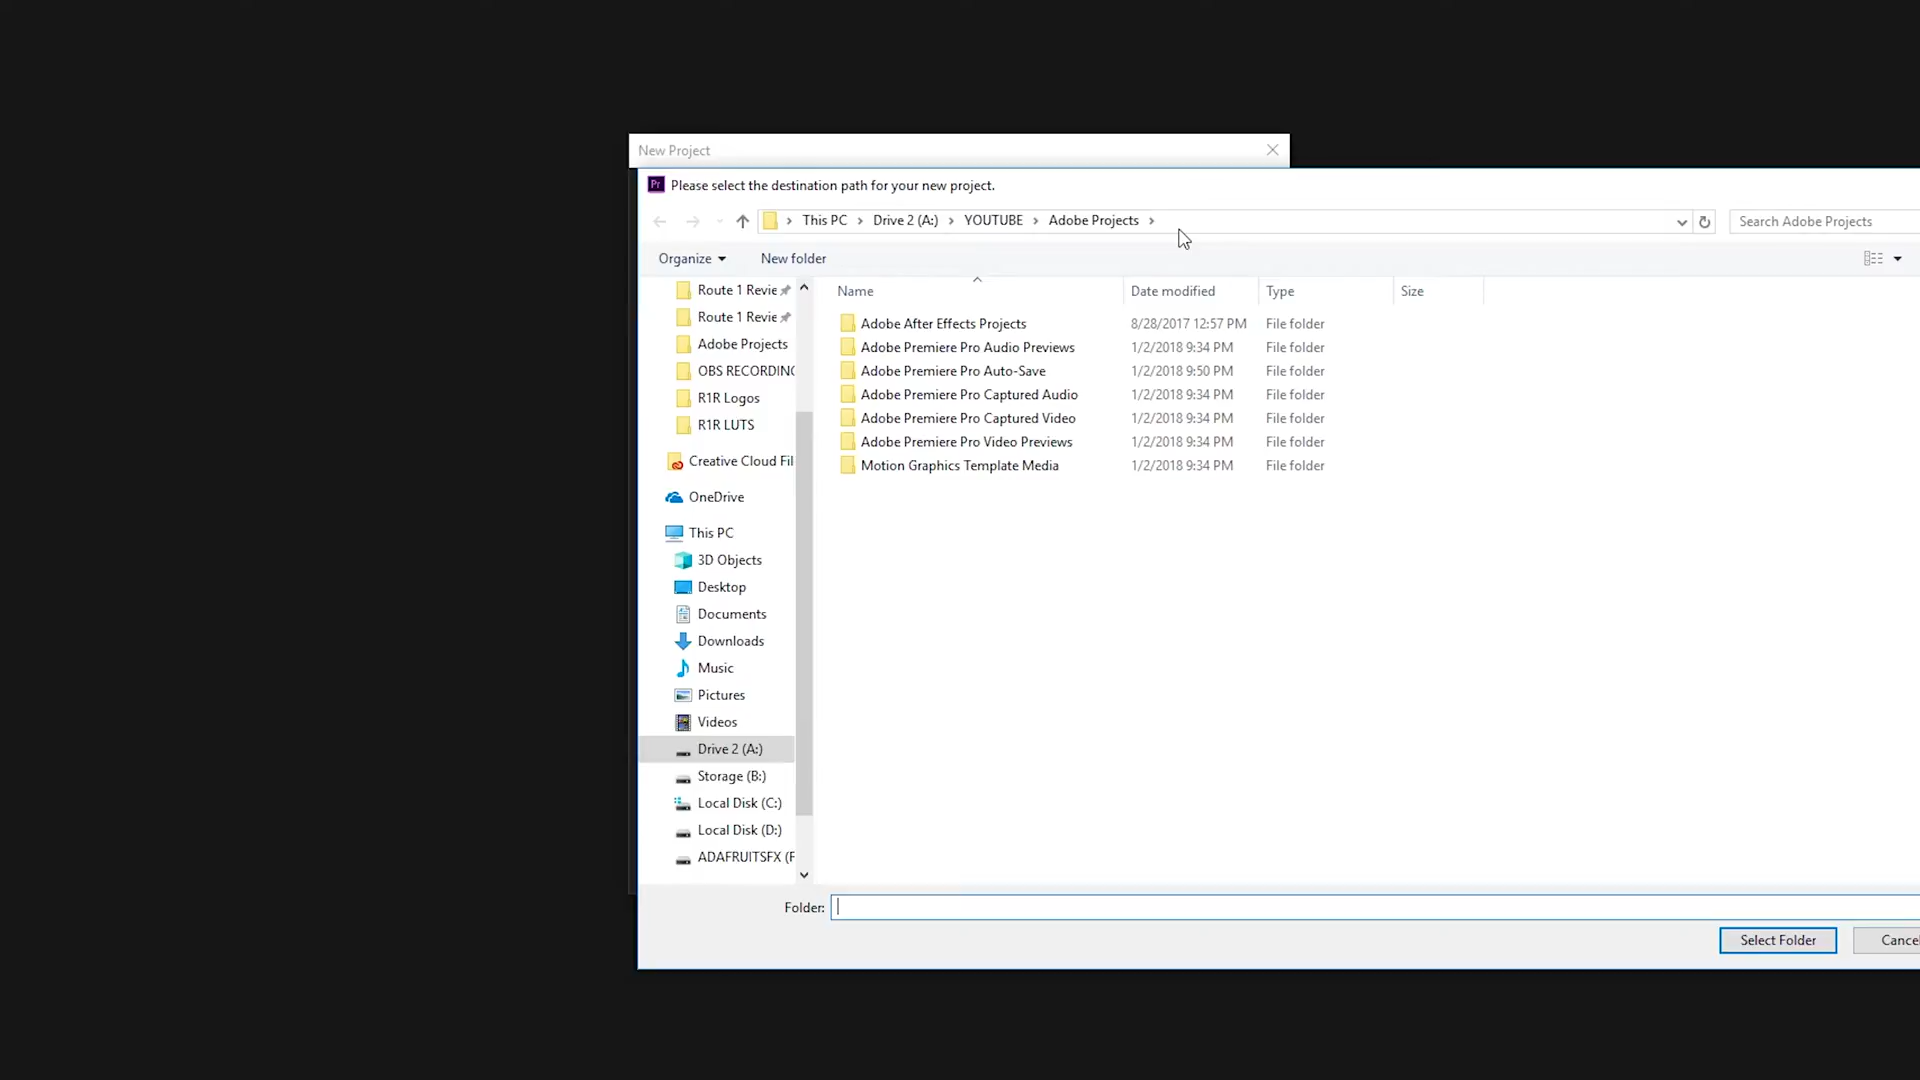 New Project
Pr Please select the destination path for your new project.
This PC > Drive 2 (A:) > YOUTUBE > Adobe Projects >
Search Adobe Projects
Organize
New folder
Name
Date modified
Type
Size
Route 1 Revie
Route 1 Revie
Adobe Projects
OBS RECORDING
R1R Logos
R1R LUTS
Creative Cloud Fil
OneDrive
This PC
3D Objects
Desktop
Documents
Downloads
Music
Pictures
Videos
Drive 2 (A:)
Storage (B:)
Local Disk (C:)
Local Disk (D:)
ADAFRUITSFX (F
Adobe After Effects Projects 8/28/2017 12:57 PM File folder
Adobe Premiere Pro Audio Previews 1/2/2018 9:34 PM File folder
Adobe Premiere Pro Auto-Save 1/2/2018 9:50 PM File folder
Adobe Premiere Pro Captured Audio 1/2/2018 9:34 PM File folder
Adobe Premiere Pro Captured Video 1/2/2018 9:34 PM File folder
Adobe Premiere Pro Video Previews 1/2/2018 9:34 PM File folder
Motion Graphics Template Media 1/2/2018 9:34 PM File folder
Folder:
Select Folder
Cancel